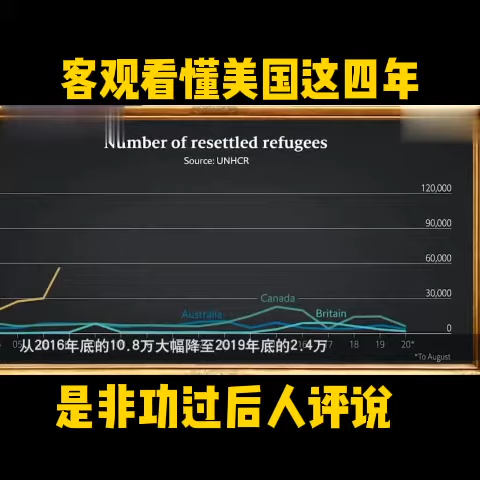 客观看懂美国这四年
Number of resettled refugees
Source: UNHCR
120,000
90,000
60,000
30,000
Canada
Australia
Britain
0
从2016年底的10.8万大幅降至2019年底的2.4万
05
17
18
19
20*
*To August
是非功过后人评说